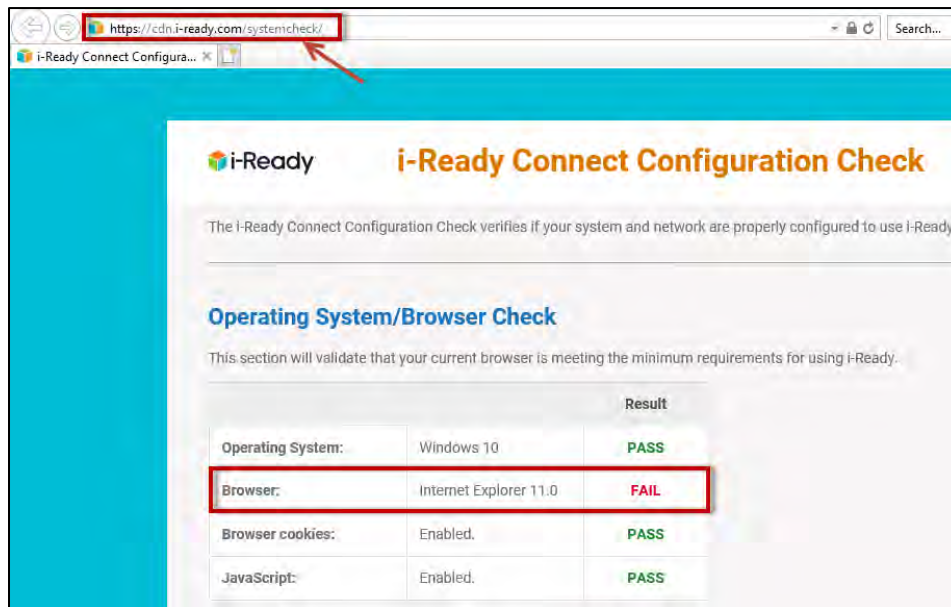 https://cdn.i-ready.com/systemcheck/
Search...
i-Ready Connect Configura...
i-Ready
i-Ready Connect Configuration Check
The i-Ready Connect Configuration Check verifies if your system and network are properly configured to use i-Ready
Operating System/Browser Check
This section will validate that your current browser is meeting the minimum requirements for using i-Ready.
Result
Operating System: Windows 10 PASS
Browser: Internet Explorer 11.0 FAIL
Browser cookies: Enabled. PASS
JavaScript: Enabled. PASS